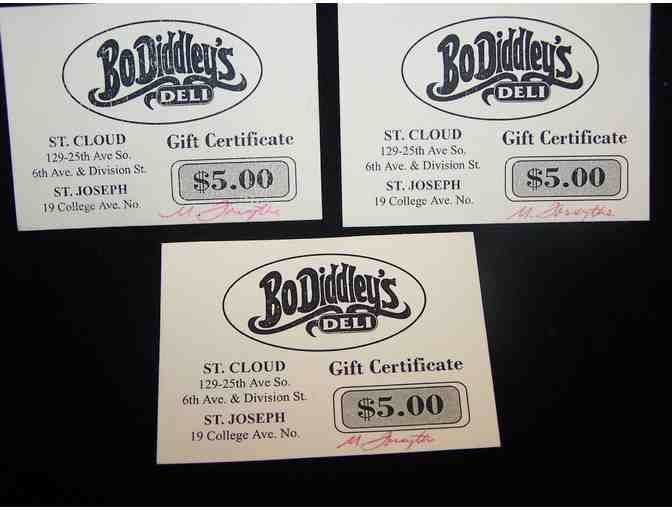 BoDiddley's
DELI
ST. CLOUD
129-25th Ave So.
6th Ave. & Division St.
ST. JOSEPH
19 College Ave. No.
Gift Certificate
$5.00
M. Forsythe
BoDiddley's
DELI
ST. CLOUD
129-25th Ave So.
6th Ave. & Division St.
ST. JOSEPH
19 College Ave. No.
Gift Certificate
$5.00
M. Forsythe
BoDiddley's
DELI
ST. CLOUD
129-25th Ave So.
6th Ave. & Division St.
ST. JOSEPH
19 College Ave. No.
Gift Certificate
$5.00
M. Forsythe